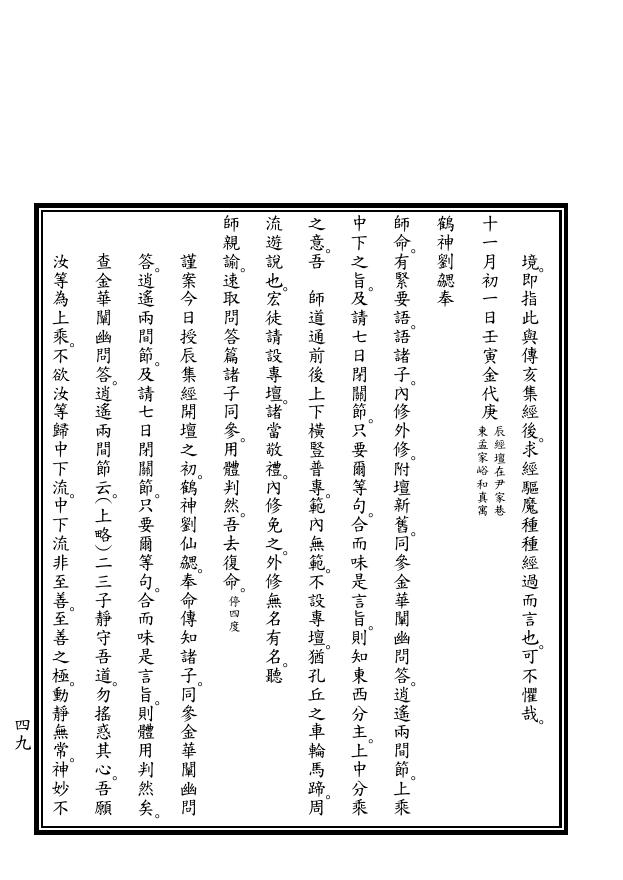 境。即指此與傳亥集經後。求經驅魔種種經過而言也。可不懼哉。
十一月初一日壬寅金代庚 辰經壇在尹家巷
東孟家峪和真寓
鶴神劉勰奉
師命。有緊要語。語諸子。內修外修。附壇新舊。同參金華闡幽問答。逍遙兩間節。上乘
中下之旨。及請七日閉關節。只要爾等句。合而味是言旨。則知東西分主。上中分乘
之意。吾 師道通前後上下橫豎普專。範內無範。不設專壇。猶孔丘之車輪馬蹄。周
流遊說也。宏徒請設專壇。諸當敬禮。內修免之。外修無名有名。聽
師親諭。速取問答篇諸子同參。用體判然。吾去復命。停四度
謹案今日授辰集經開壇之初。鶴神劉仙勰。奉命傳知諸子。同參金華闡幽問
答。逍遙兩間節。及請七日閉關節。只要爾等句。合而味是言旨。則體用判然矣。
查金華闡幽問答。逍遙兩間節云。（上略）二三子靜守吾道。勿搖惑其心。吾願
汝等為上乘。不欲汝等歸中下流。中下流非至善。至善之極。動靜無常。神妙不
四九